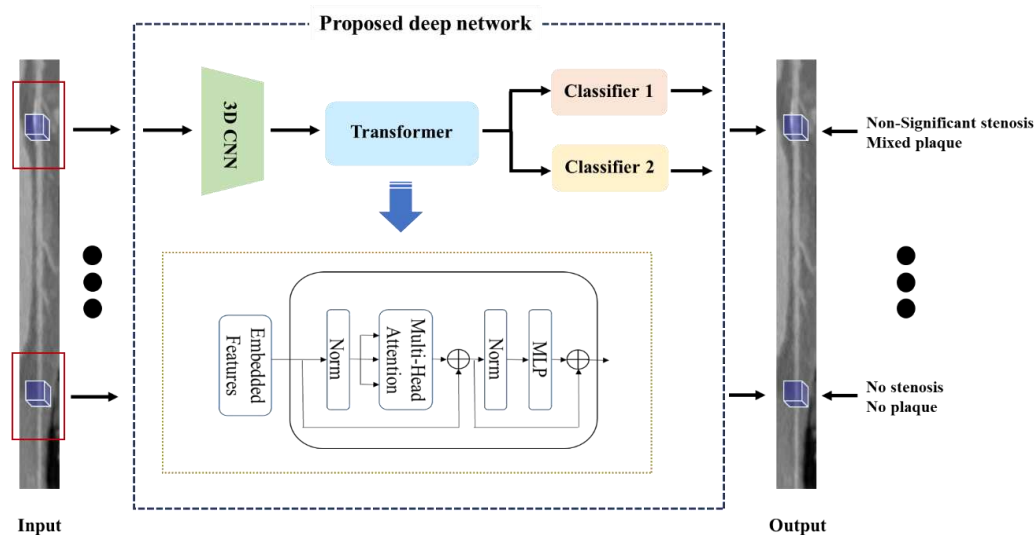 Proposed deep network
3D CNN
Transformer
Classifier 1
Classifier 2
Non-Significant stenosis
Mixed plaque
Embedded
Features
Norm
Multi-Head
Attention
Norm
MLP
No stenosis
No plaque
Input
Output